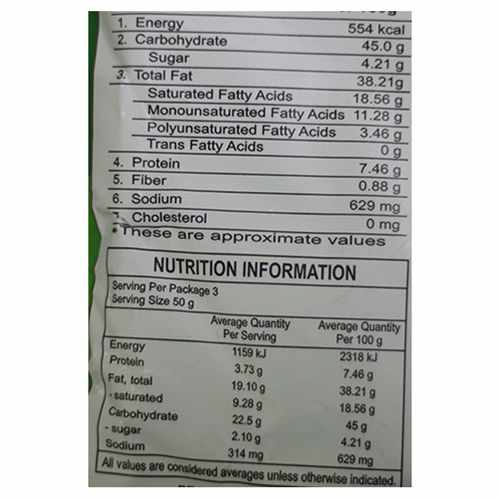 1. Energy 554 kcal
2. Carbohydrate 45.0 g
Sugar 4.21 g
3. Total Fat 38.21g
Saturated Fatty Acids 18.56 g
Monounsaturated Fatty Acids 11.28 g
Polyunsaturated Fatty Acids 3.46 g
Trans Fatty Acids 0 g
4. Protein 7.46 g
5. Fiber 0.88 g
6. Sodium 629 mg
7. Cholesterol 0 mg
*These are approximate values
NUTRITION INFORMATION
Serving Per Package 3
Serving Size 50 g
Average Quantity Average Quantity
Per Serving Per 100 g
Energy 1159 kJ 2318 kJ
Protein 3.73 g 7.46 g
Fat, total 19.10 g 38.21 g
- saturated 9.28 g 18.56 g
Carbohydrate 22.5 g 45 g
- sugar 2.10 g 4.21 g
Sodium 314 mg 629 mg
All values are considered averages unless otherwise indicated.